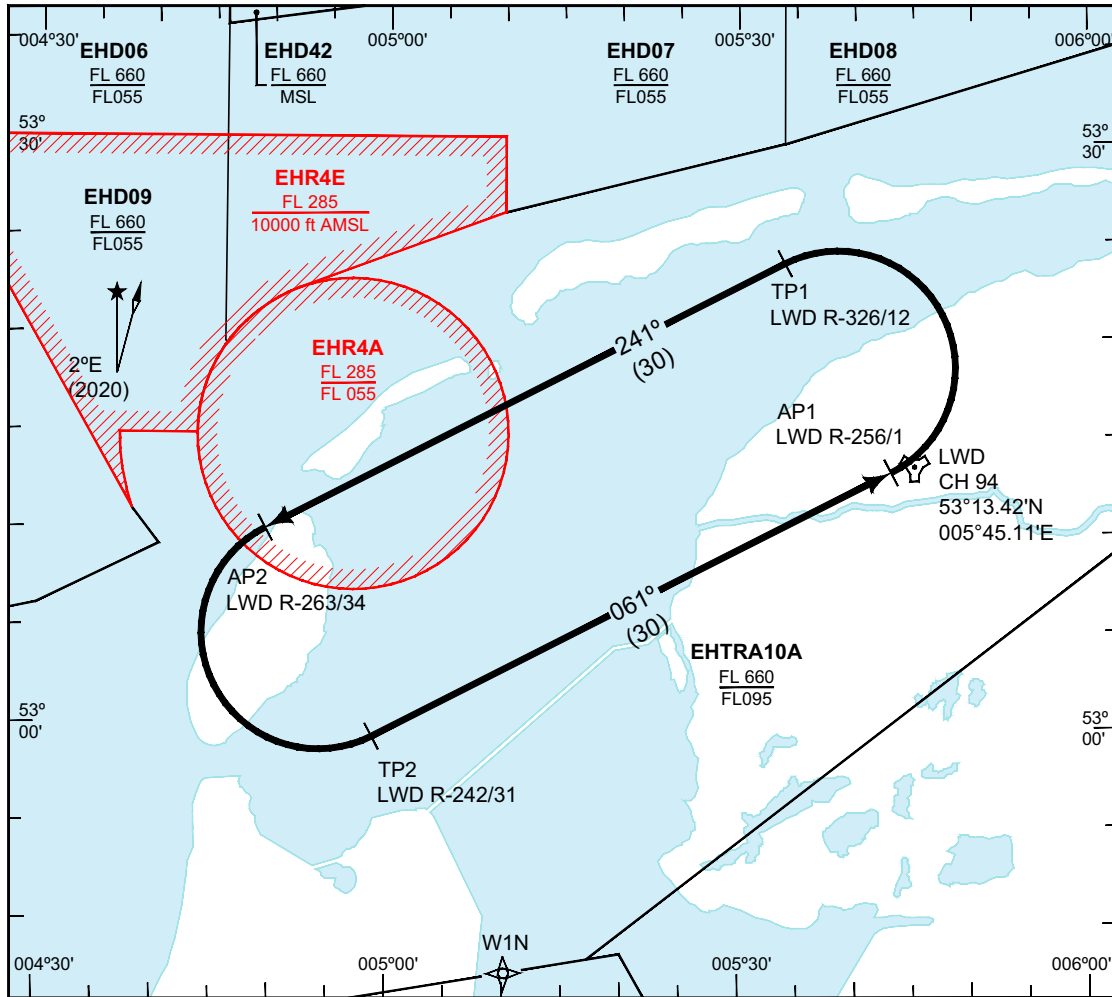 004°30'
005°00'
005°30'
006°00'
EHD06
FL 660
FL055
EHD42
FL 660
MSL
EHD07
FL 660
FL055
EHD08
FL 660
FL055
53°
30'
53°
30'
EHD09
FL 660
FL055
EHR4E
FL 285
10000 ft AMSL
2°E
(2020)
EHR4A
FL 285
FL 055
241°
(30)
TP1
LWD R-326/12
AP1
LWD R-256/1
LWD
CH 94
53°13.42'N
005°45.11'E
AP2
LWD R-263/34
061°
(30)
EHTRA10A
FL 660
FL095
53°
00'
53°
00'
TP2
LWD R-242/31
W1N
004°30'
005°00'
005°30'
006°00'